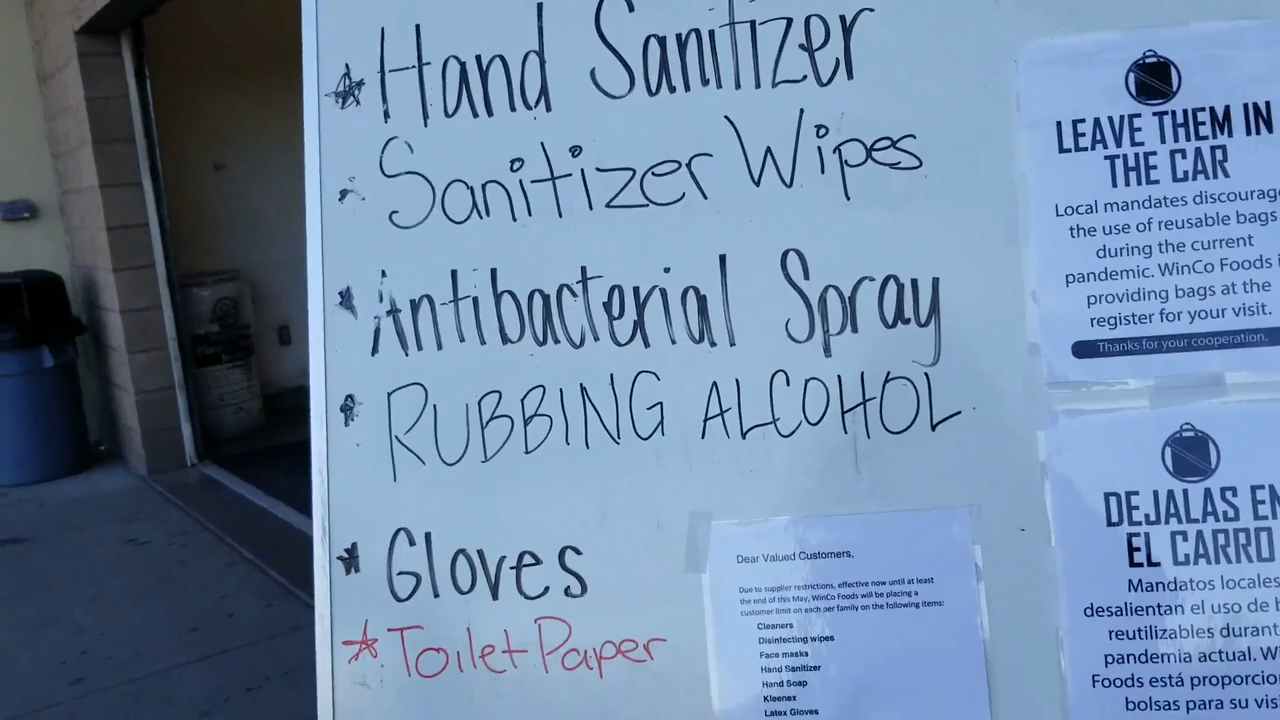 Hand Sanitizer
Sanitizer Wipes
Antibacterial Spray
RUBBING ALCOHOL
Gloves
Toilet Paper
Dear Valued Customers,
Due to supplier restrictions, effective now until at least
the end of this May, WinCo Foods will be placing a
customer limit on each per family on the following items:
Cleaners
Disinfecting wipes
Face masks
Hand Sanitizer
Hand Soap
Kleenex
Latex Gloves
LEAVE THEM IN
THE CAR
Local mandates discourag
the use of reusable bags
during the current
pandemic. WinCo Foods i
providing bags at the
register for your visit.
Thanks for your cooperation.
DEJALAS EN
EL CARRO
Mandatos locales
desalientan el uso de b
reutilizables durant
pandemia actual. Wi
Foods está proporcio
bolsas para su visi